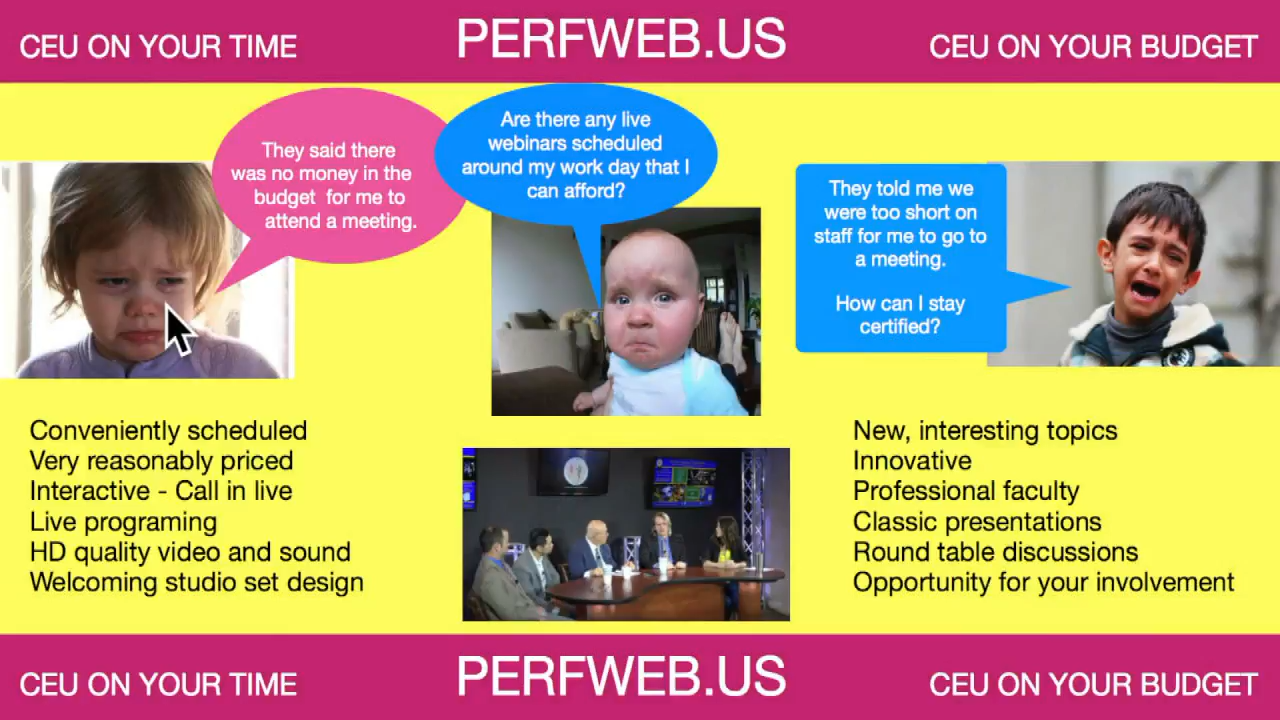 CEU ON YOUR TIME
PERFWEB.US
CEU ON YOUR BUDGET
They said there
was no money in the
budget for me to
attend a meeting.
Are there any live
webinars scheduled
around my work day that I
can afford?
They told me we
were too short on
staff for me to go to
a meeting.
How can I stay
certified?
Conveniently scheduled
Very reasonably priced
Interactive - Call in live
Live programing
HD quality video and sound
Welcoming studio set design
New, interesting topics
Innovative
Professional faculty
Classic presentations
Round table discussions
Opportunity for your involvement
CEU ON YOUR TIME
PERFWEB.US
CEU ON YOUR BUDGET